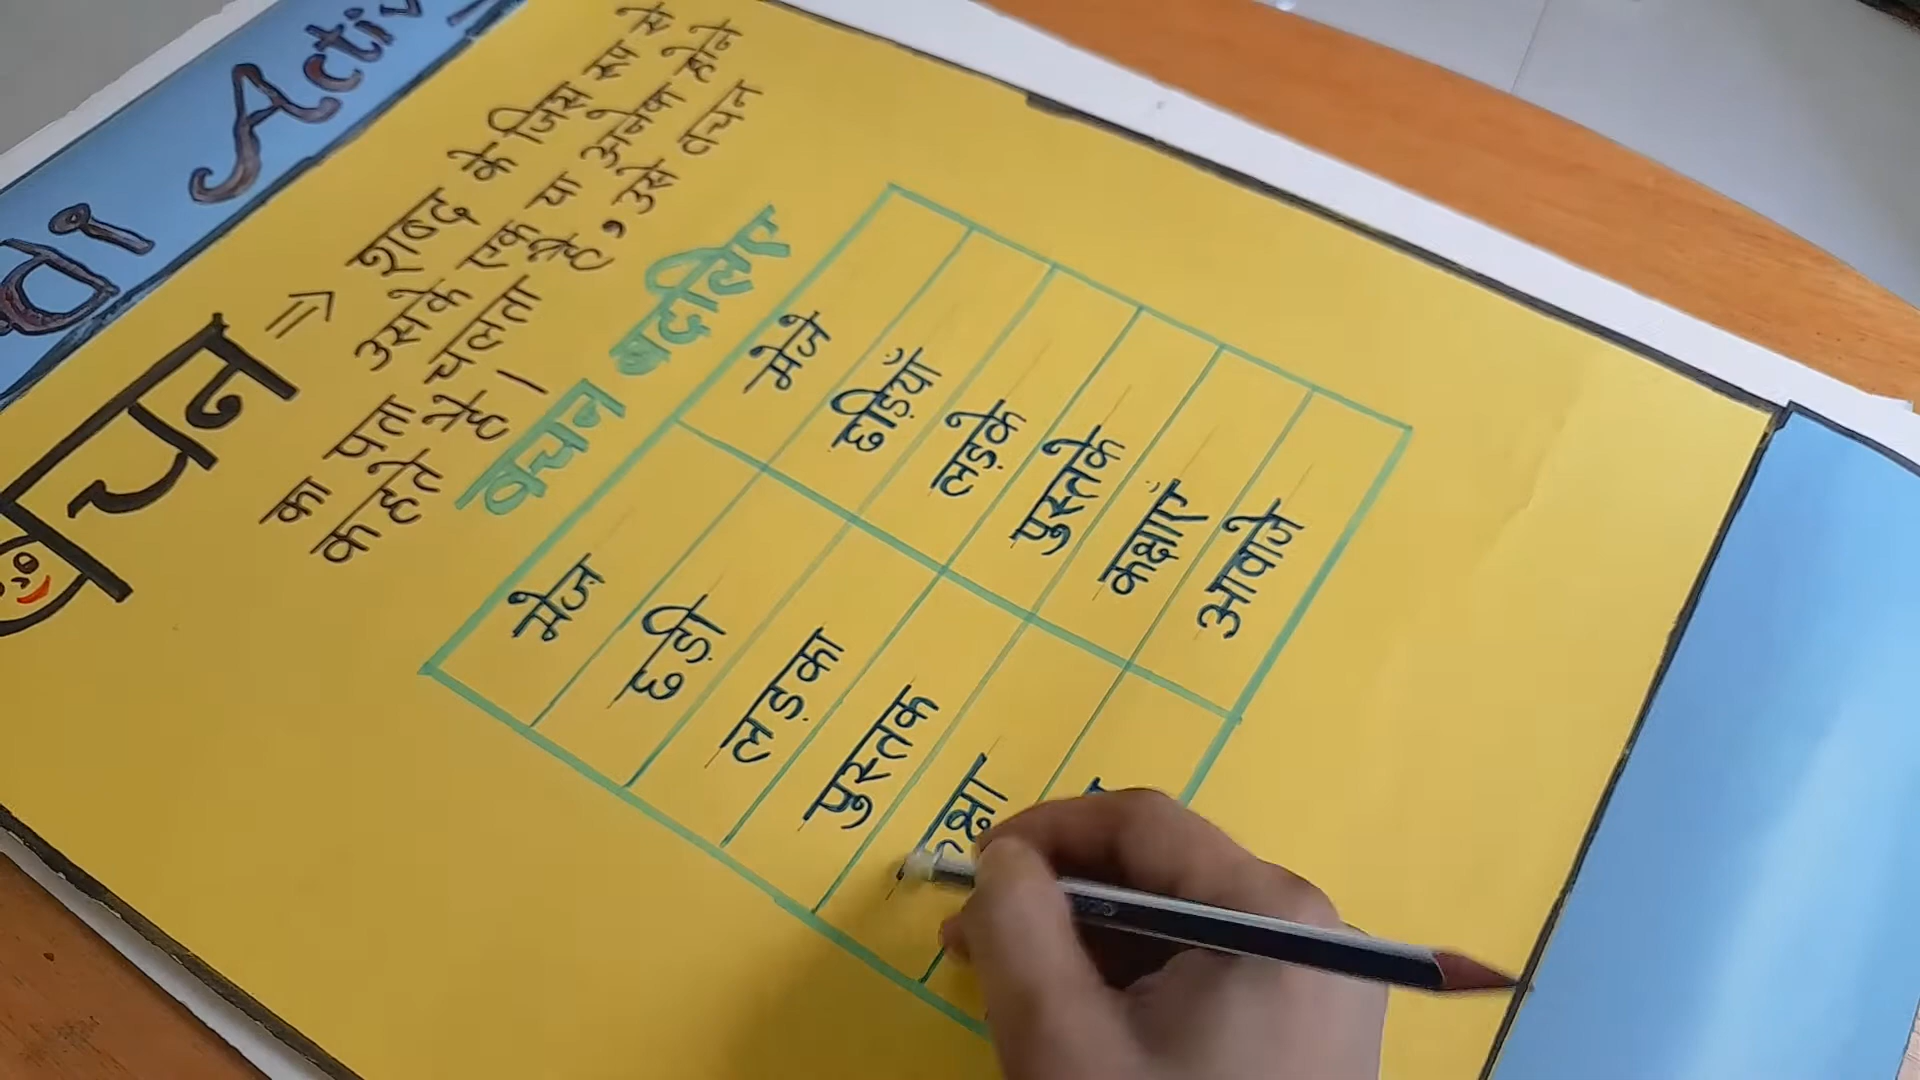 di Activ
वचन
⇒ शब्द के जिस रूप से
उसके एक या अनेक होने
का पता चलता है, उसे वचन
कहते हैं ।
वचन बदलिए
मेज मेजे
छड़ी छड़ियाँ
लड़का लड़के
पुस्तक पुस्तके
कक्षाएँ
आवाजे